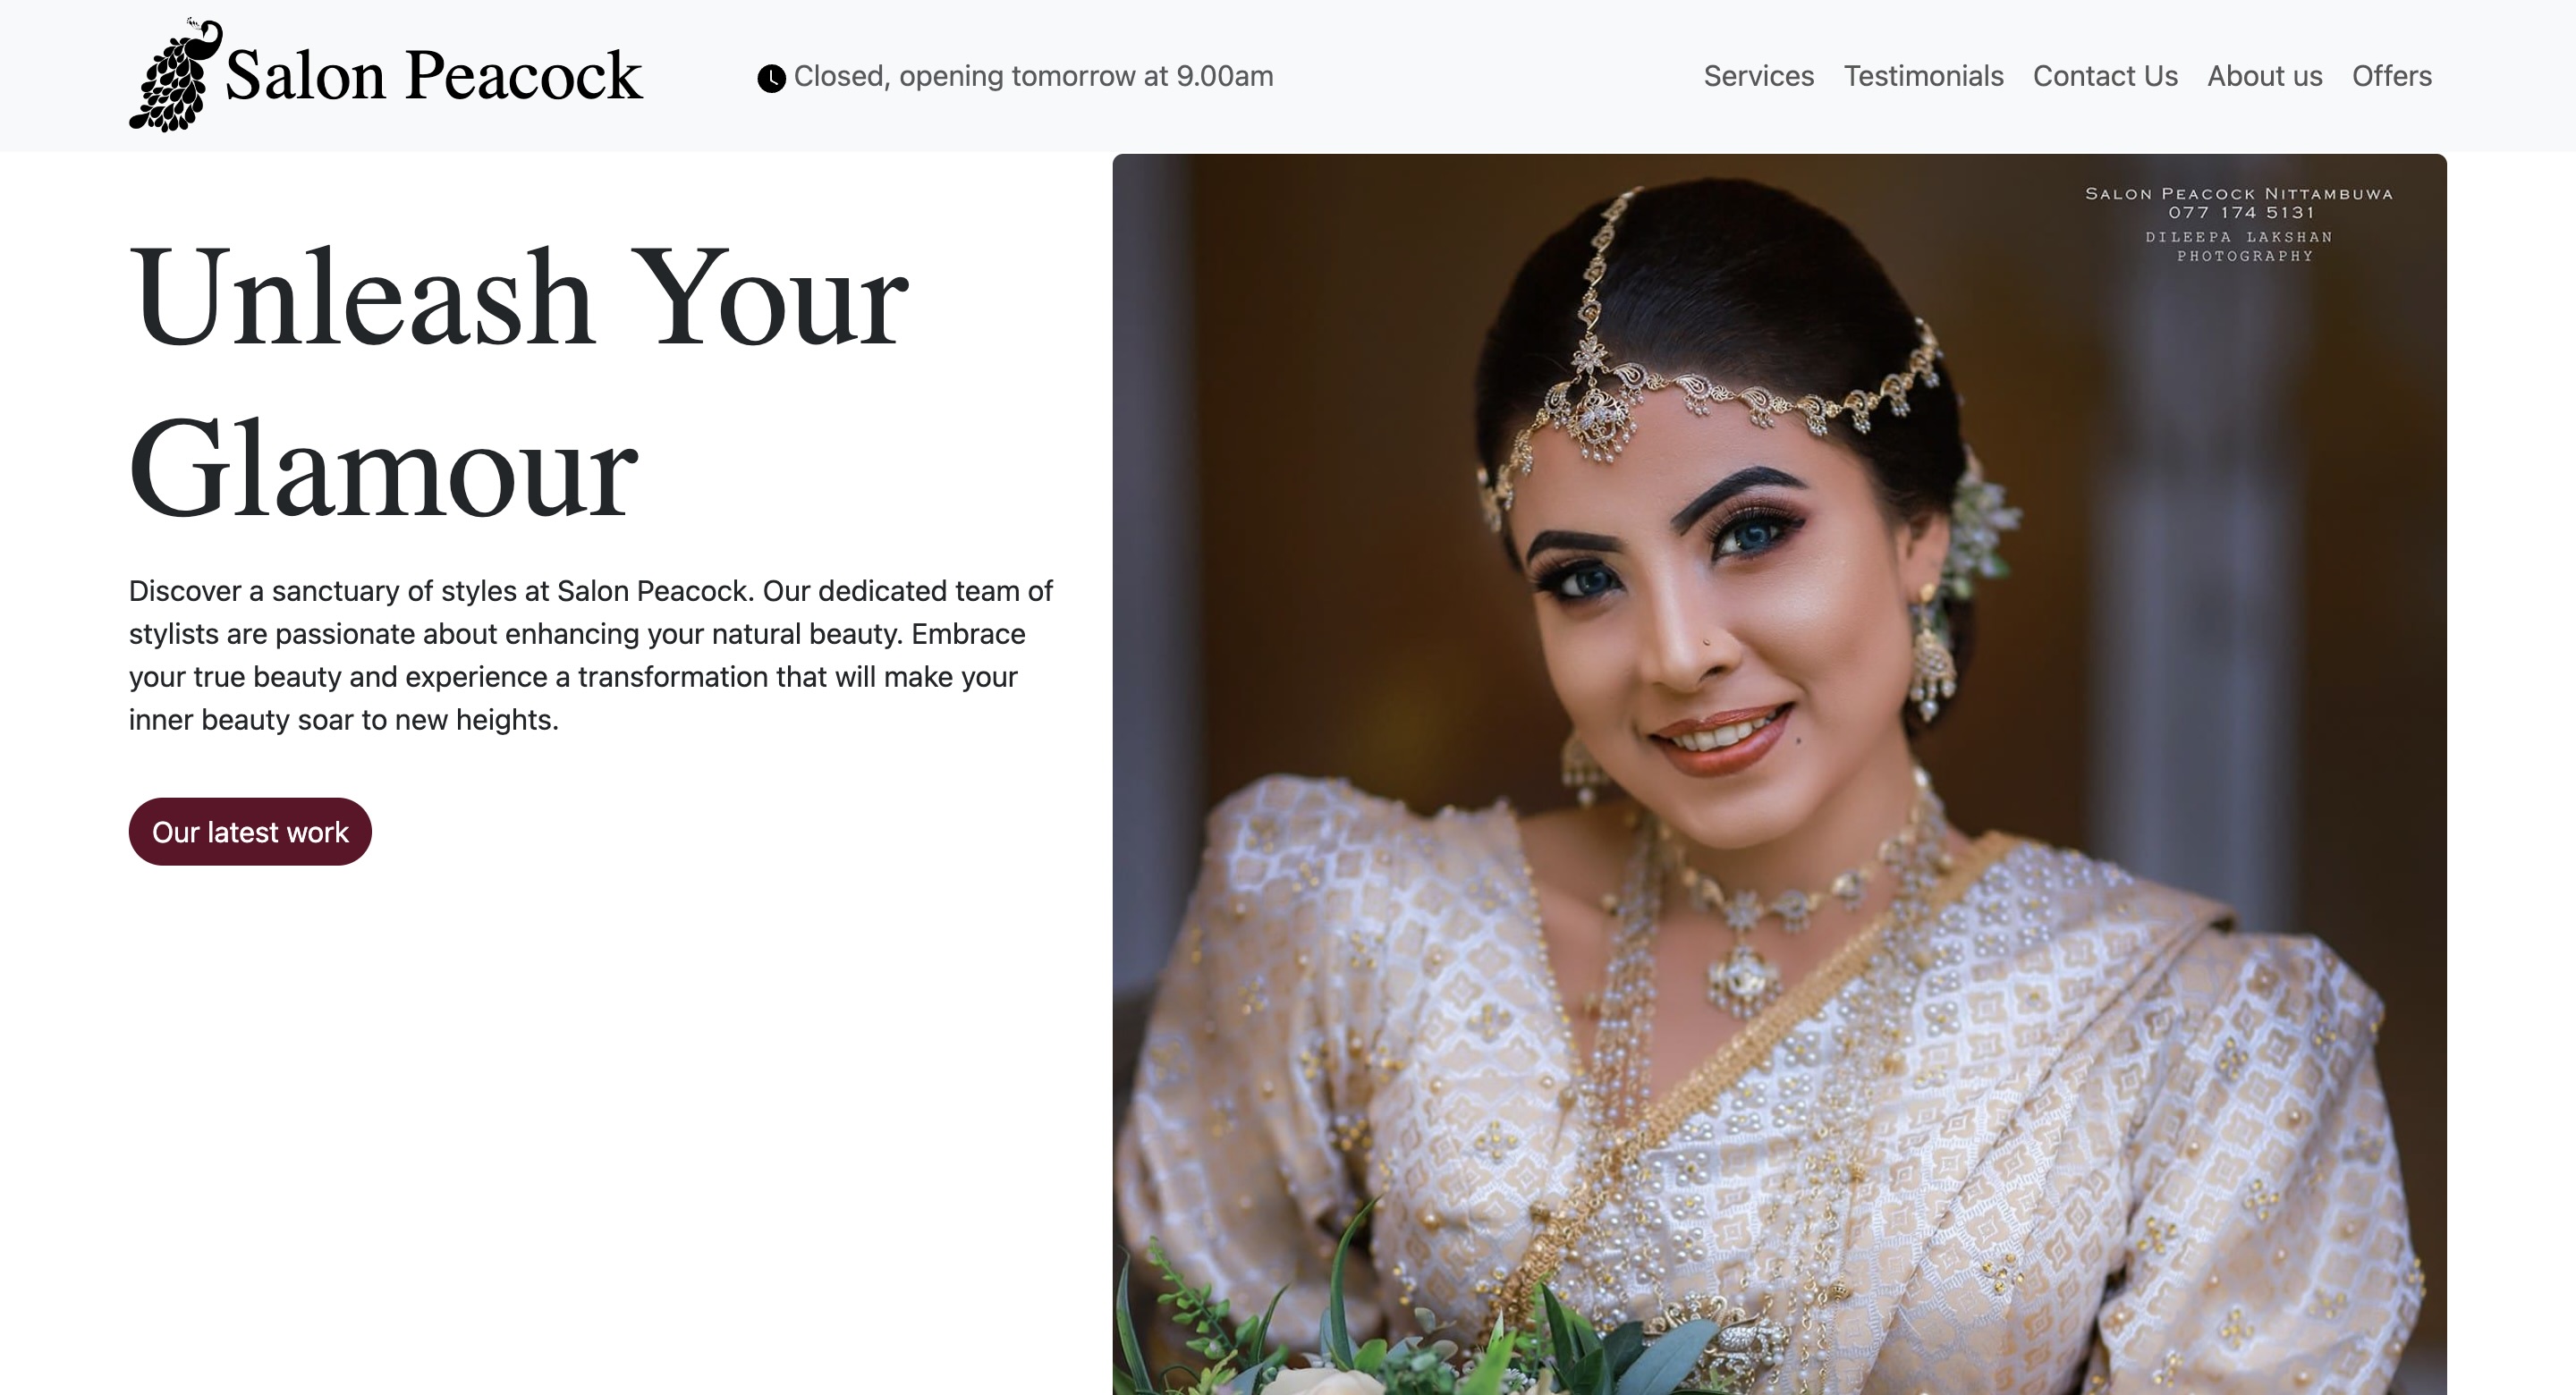 Salon Peacock
Closed, opening tomorrow at 9.00am
Services
Testimonials
Contact Us
About us
Offers
Unleash Your
Glamour
Discover a sanctuary of styles at Salon Peacock. Our dedicated team of
stylists are passionate about enhancing your natural beauty. Embrace
your true beauty and experience a transformation that will make your
inner beauty soar to new heights.
Our latest work
SALON PEACOCK NITTAMBUWA
077 174 5131
DILEEPA LAKSHAN
PHOTOGRAPHY